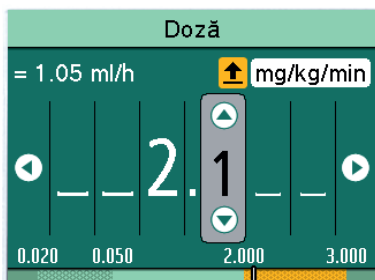 Doză
= 1.05 ml/h mg/kg/min
_ _ 2.1 _ _
0.020 0.050 2.000 3.000